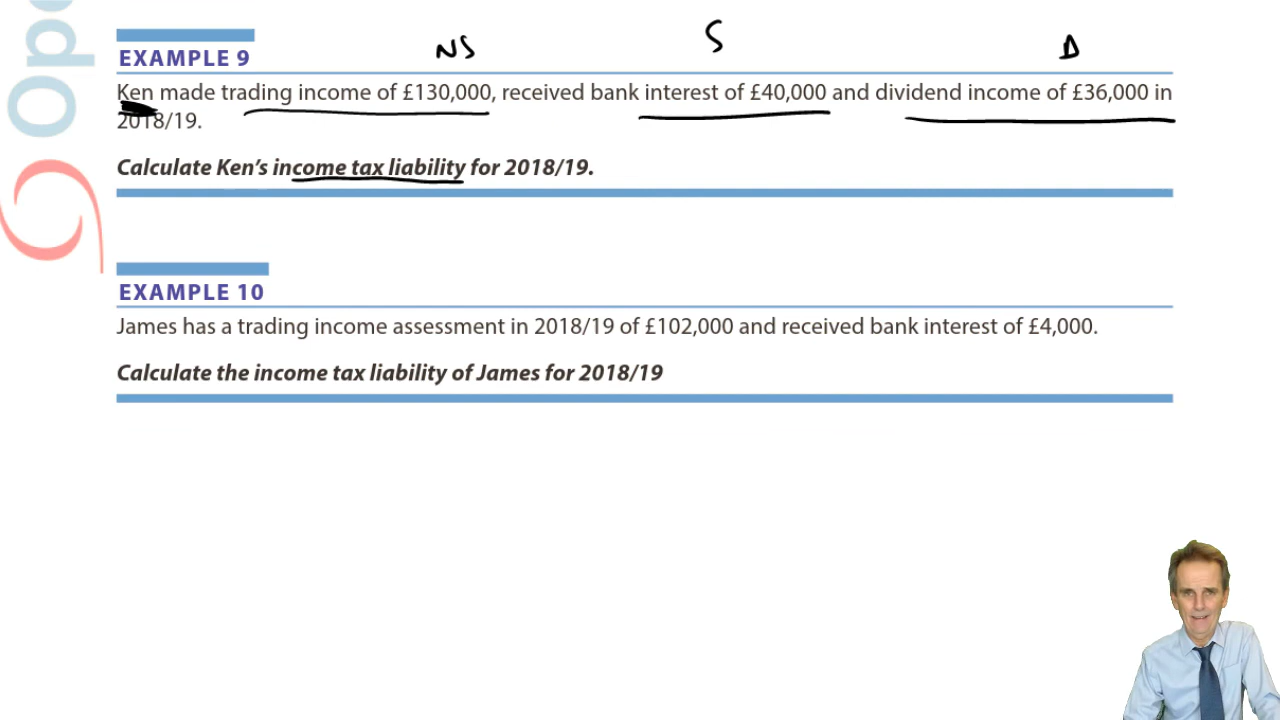 Ope
NS S D
EXAMPLE 9
Ken made trading income of £130,000, received bank interest of £40,000 and dividend income of £36,000 in
2018/19.
Calculate Ken's income tax liability for 2018/19.
EXAMPLE 10
James has a trading income assessment in 2018/19 of £102,000 and received bank interest of £4,000.
Calculate the income tax liability of James for 2018/19